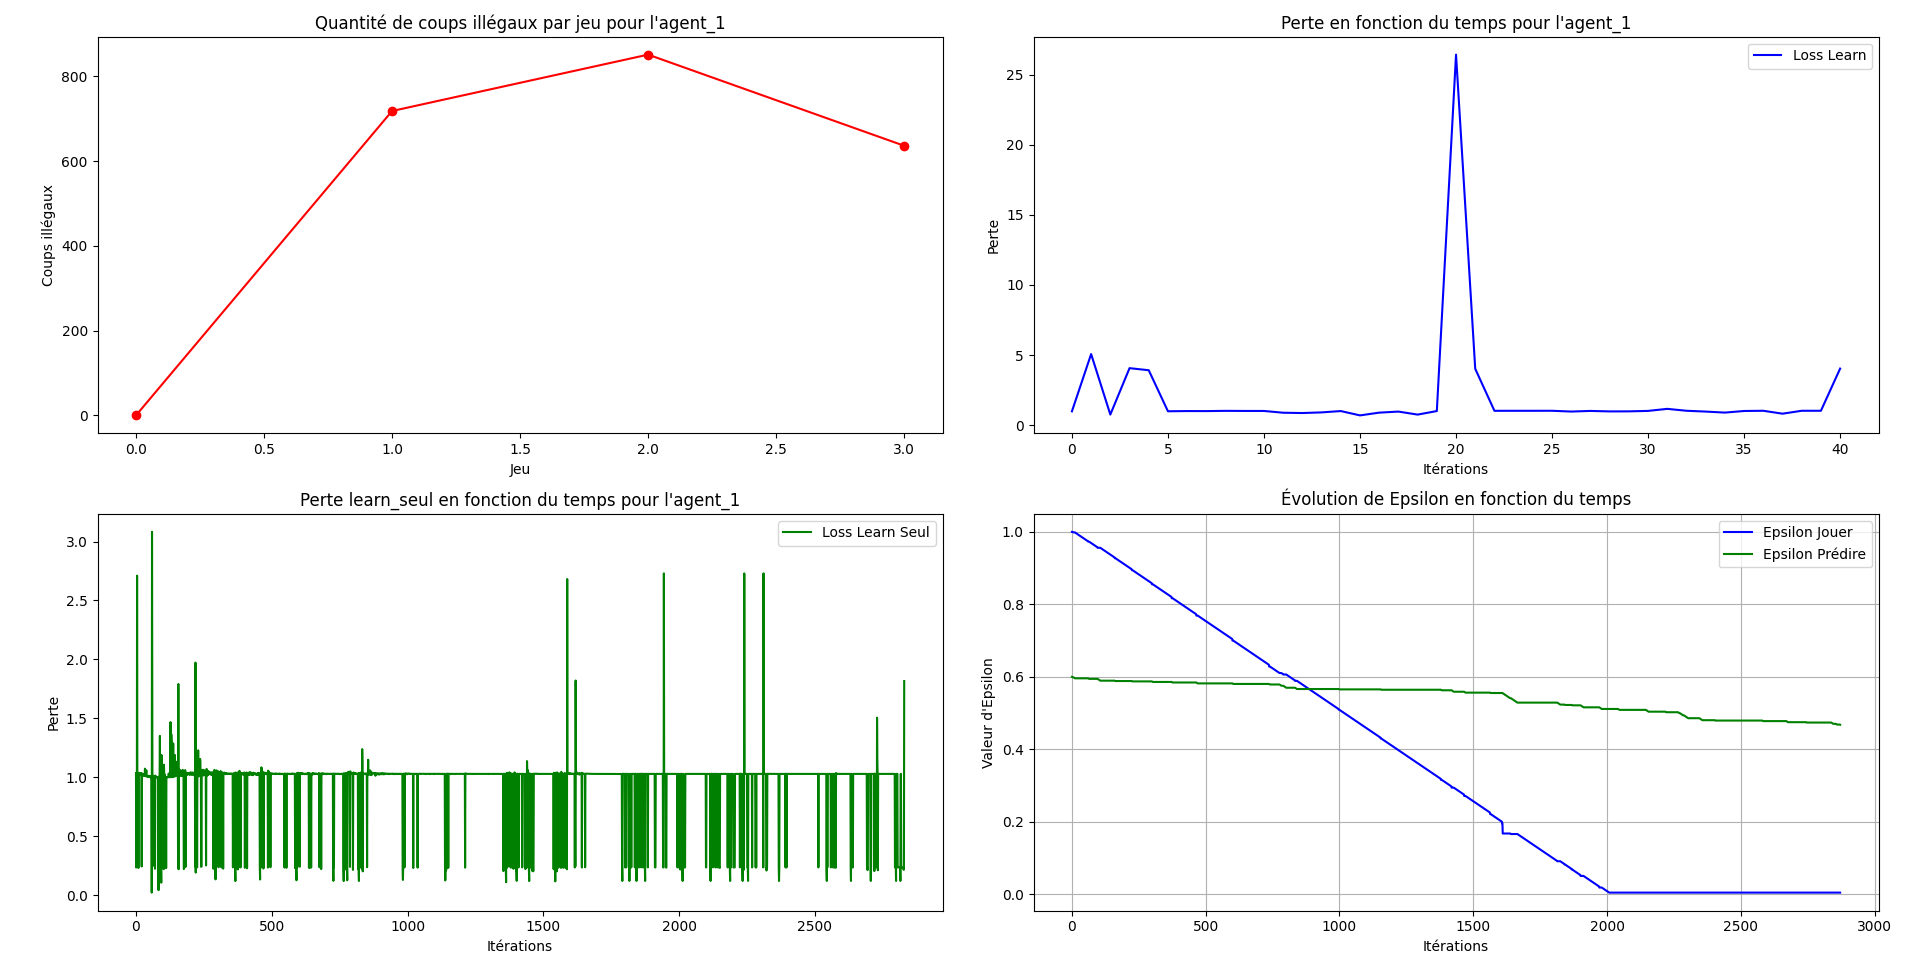 Quantité de coups illégaux par jeu pour l'agent_1
800
600
400
200
0
Coups illégaux
0.0 0.5 1.0 1.5 2.0 2.5 3.0
Jeu
Perte en fonction du temps pour l'agent_1
Loss Learn
25
20
15
10
5
0
Perte
0 5 10 15 20 25 30 35 40
Itérations
Perte learn_seul en fonction du temps pour l'agent_1
Loss Learn Seul
3.0
2.5
2.0
1.5
1.0
0.5
0.0
Perte
0 500 1000 1500 2000 2500
Itérations
Évolution de Epsilon en fonction du temps
Epsilon Jouer
Epsilon Prédire
1.0
0.8
0.6
0.4
0.2
0.0
Valeur d'Epsilon
0 500 1000 1500 2000 2500 3000
Itérations